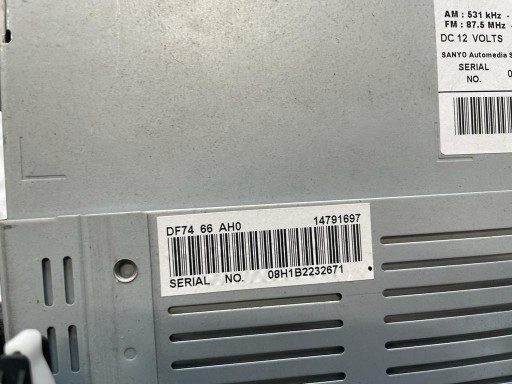 AM : 531 kHz -
FM : 87.5 MHz -
DC 12 VOLTS
SANYO Automedia S
SERIAL
NO. 0
DF74 66 AH0 14791697
SERIAL NO. 08H1B2232671